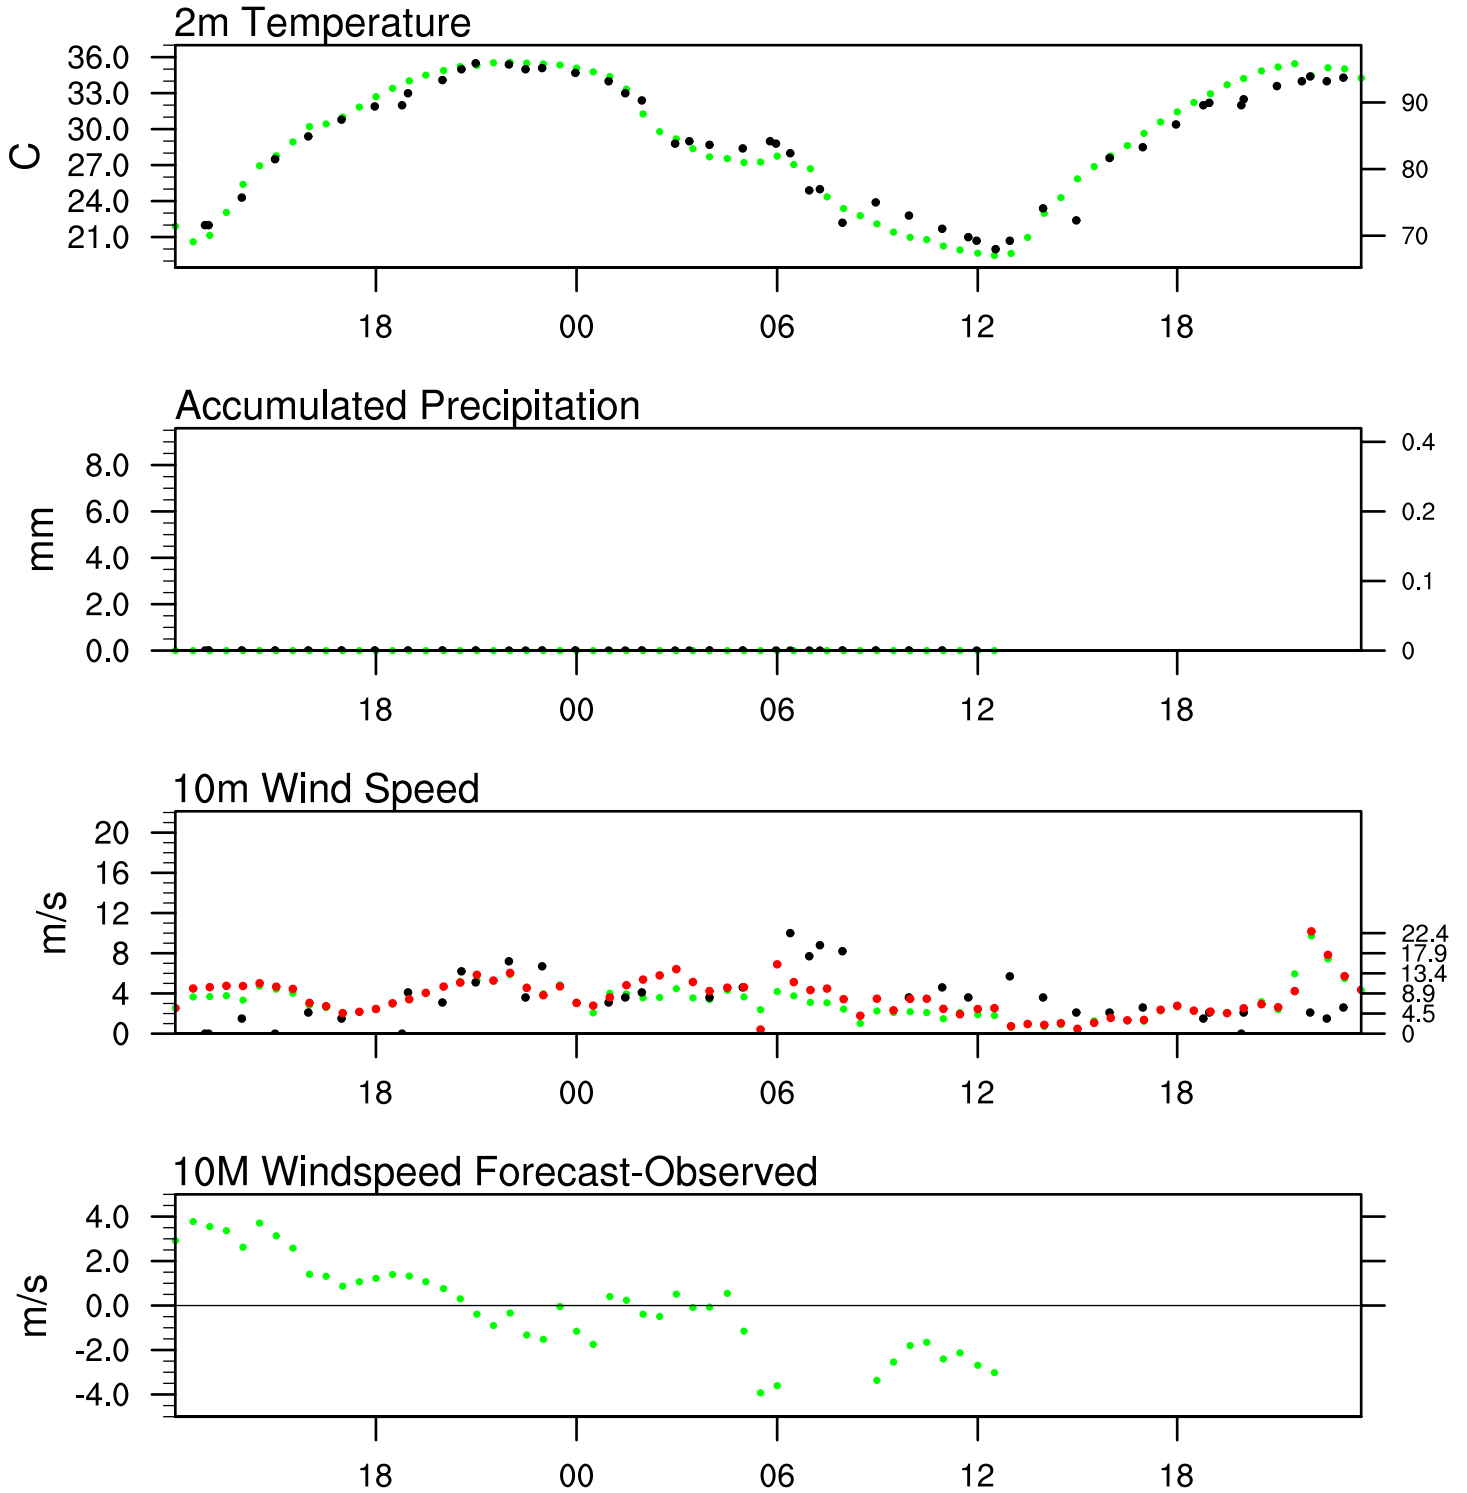 2m Temperature
36.0
33.0
30.0
27.0
24.0
21.0
C
90
80
70
18 00 06 12 18
Accumulated Precipitation
8.0
6.0
4.0
2.0
0.0
mm
0.4
0.2
0.1
0
18 00 06 12 18
10m Wind Speed
20
16
12
8
4
0
m/s
22.4
17.9
13.4
8.9
4.5
0
18 00 06 12 18
10M Windspeed Forecast-Observed
4.0
2.0
0.0
-2.0
-4.0
m/s
18 00 06 12 18